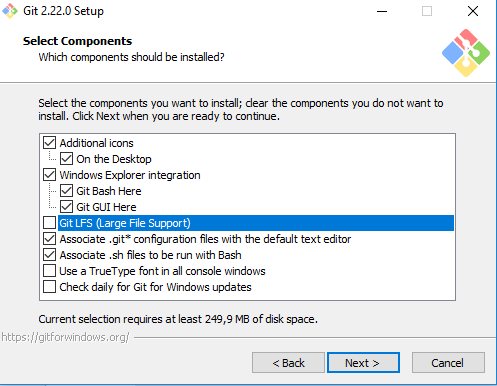 Git 2.22.0 Setup
Select Components
Which components should be installed?
Select the components you want to install; clear the components you do not want to
install. Click Next when you are ready to continue.
Additional icons
On the Desktop
Windows Explorer integration
Git Bash Here
Git GUI Here
Git LFS (Large File Support)
Associate .git* configuration files with the default text editor
Associate .sh files to be run with Bash
Use a TrueType font in all console windows
Check daily for Git for Windows updates
Current selection requires at least 249,9 MB of disk space.
https://gitforwindows.org/
< Back
Next >
Cancel